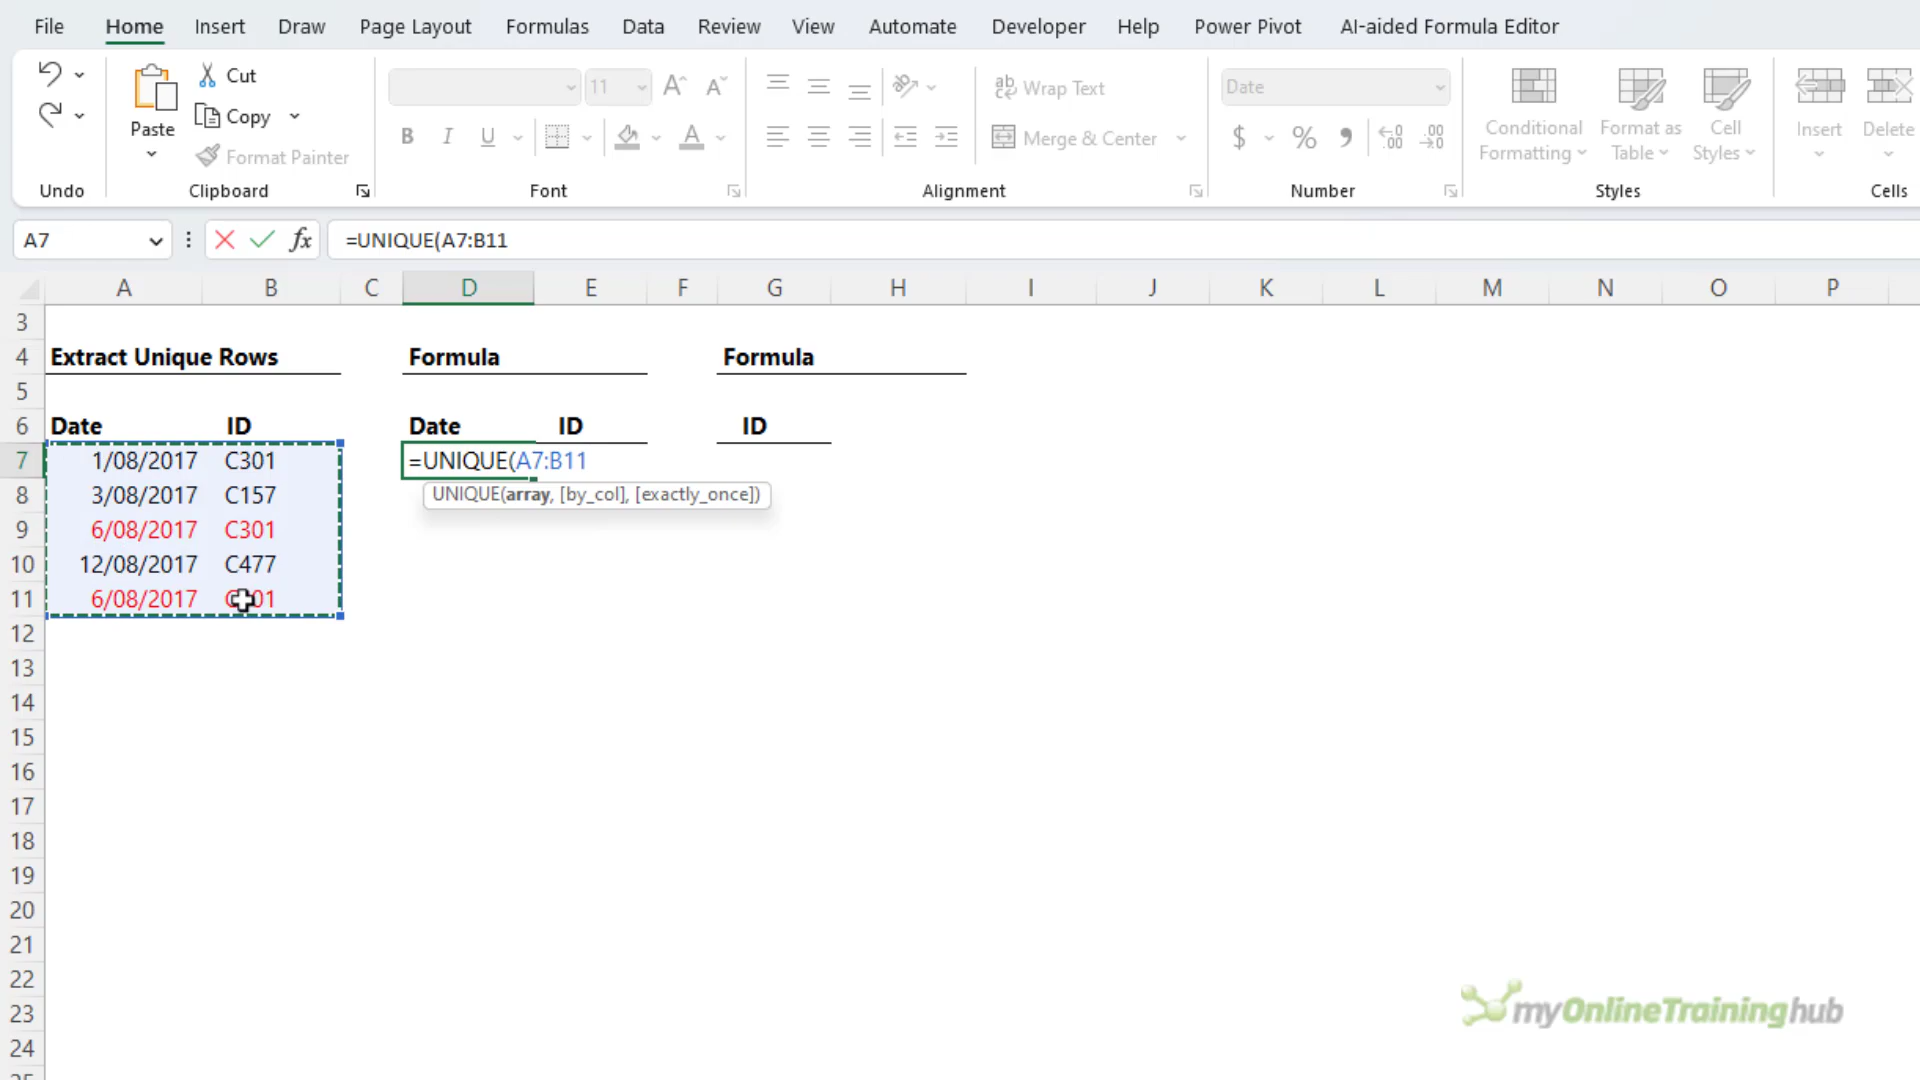 File Home Insert Draw Page Layout Formulas Data Review View Automate Developer Help Power Pivot AI-aided Formula Editor
Cut
Copy
Format Painter
Paste
Undo
Clipboard
11
B I U
Font
Wrap Text
Merge & Center
Alignment
Date
$ % 9
Number
Conditional Formatting
Format as Table
Cell Styles
Styles
Insert
Delete
Cells
A7
fx
=UNIQUE(A7:B11
A B C D E F G H I J K L M N O P
3
4 Extract Unique Rows Formula Formula
5
6 Date ID Date ID ID
7 1/08/2017 C301 =UNIQUE(A7:B11
UNIQUE(array, [by_col], [exactly_once])
8 3/08/2017 C157
9 6/08/2017 C301
10 12/08/2017 C477
11 6/08/2017
12
13
14
15
16
17
18
19
20
21
22
23
24
myOnlineTraininghub